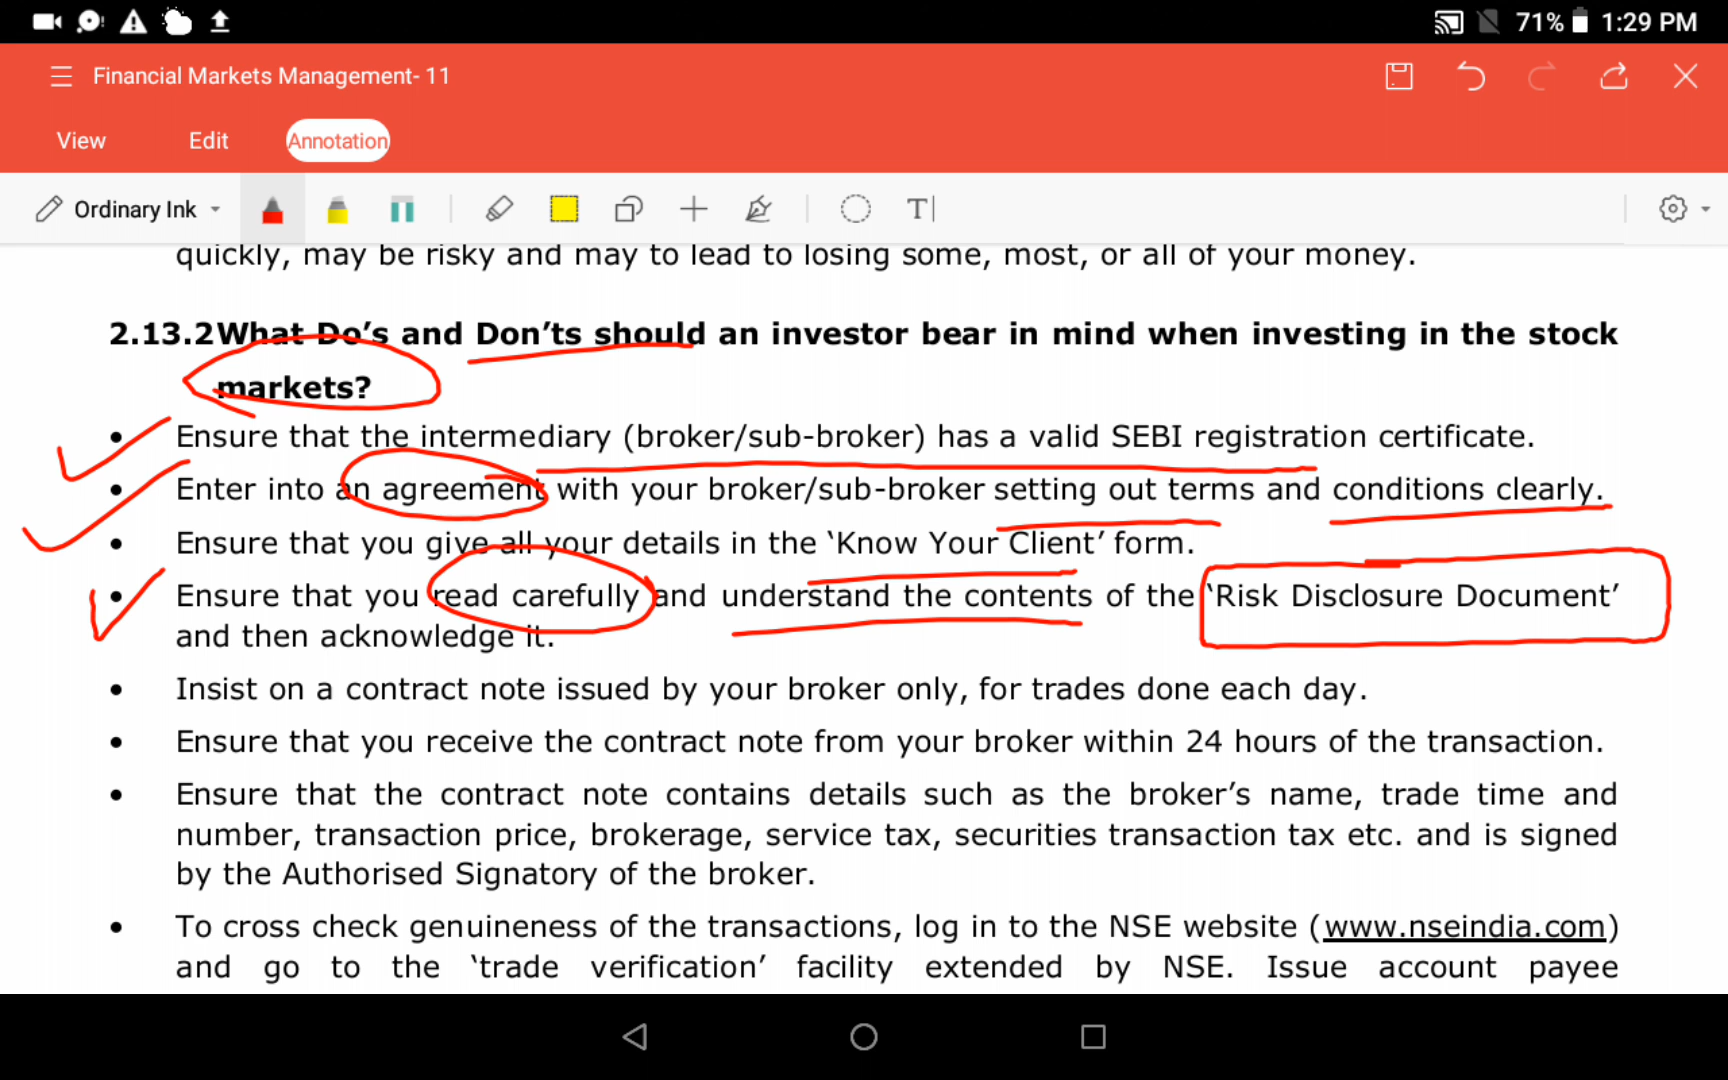 71% 1:29 PM
Financial Markets Management- 11
View Edit Annotation
Ordinary Ink T|
quickly, may be risky and may to lead to losing some, most, or all of your money.
2.13.2What Do’s and Don’ts should an investor bear in mind when investing in the stock
markets?
• Ensure that the intermediary (broker/sub-broker) has a valid SEBI registration certificate.
• Enter into an agreement with your broker/sub-broker setting out terms and conditions clearly.
• Ensure that you give all your details in the ‘Know Your Client’ form.
• Ensure that you read carefully and understand the contents of the ‘Risk Disclosure Document’
and then acknowledge it.
• Insist on a contract note issued by your broker only, for trades done each day.
• Ensure that you receive the contract note from your broker within 24 hours of the transaction.
• Ensure that the contract note contains details such as the broker’s name, trade time and
number, transaction price, brokerage, service tax, securities transaction tax etc. and is signed
by the Authorised Signatory of the broker.
• To cross check genuineness of the transactions, log in to the NSE website (www.nseindia.com)
and go to the ‘trade verification’ facility extended by NSE. Issue account payee